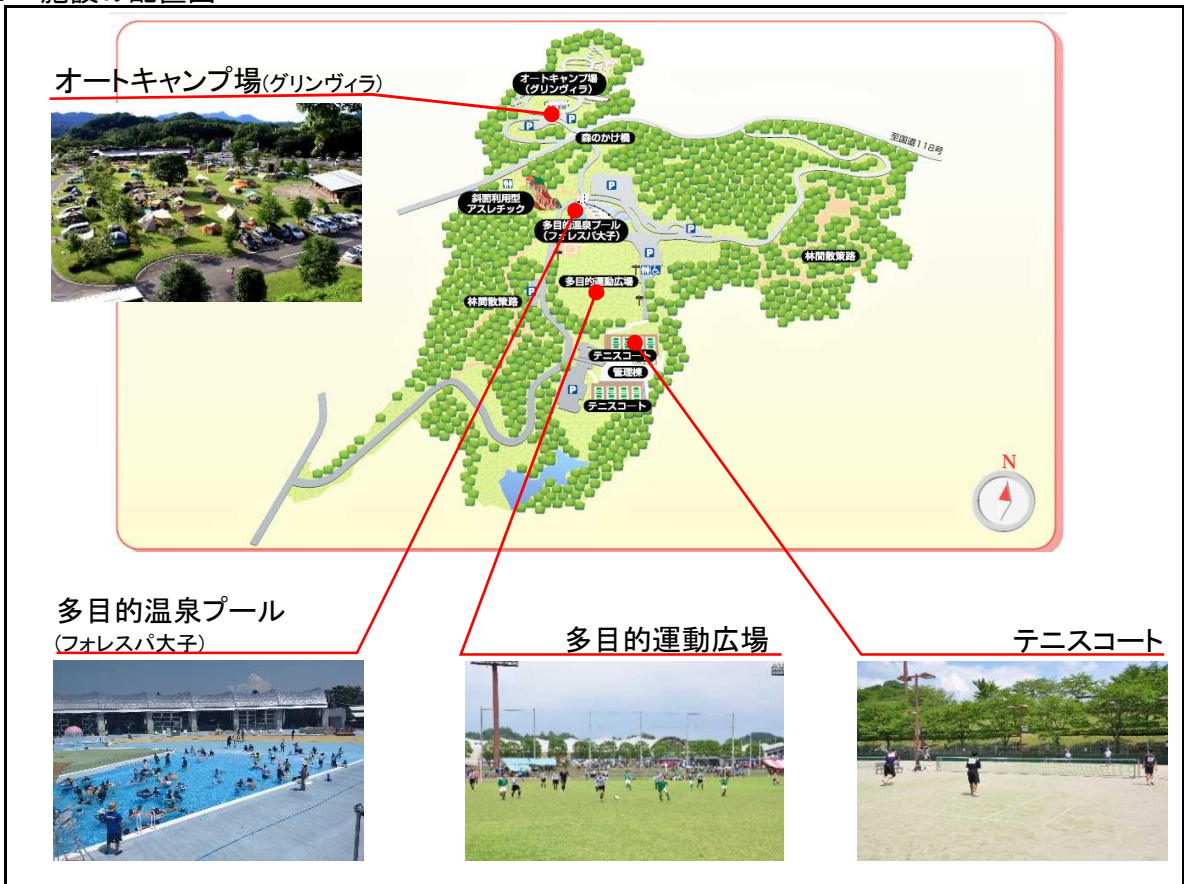 施設の配置図
オートキャンプ場(グリンヴィラ)
オートキャンプ場
(グリンヴィラ)
P
P
森のかけ橋
至国道118号
斜面利用型
アスレチック
P
多目的温泉プール
(フォレスパ大子)
P
P
林間散策路
多目的運動広場
P
林間散策路
テニスコート
管理棟
P
テニスコート
N
多目的温泉プール
(フォレスパ大子)
多目的運動広場
テニスコート